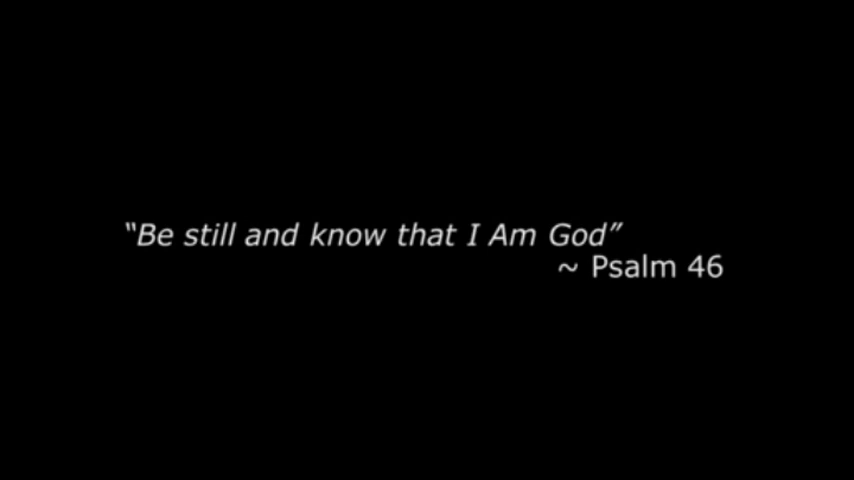 “Be still and know that I Am God”
~ Psalm 46